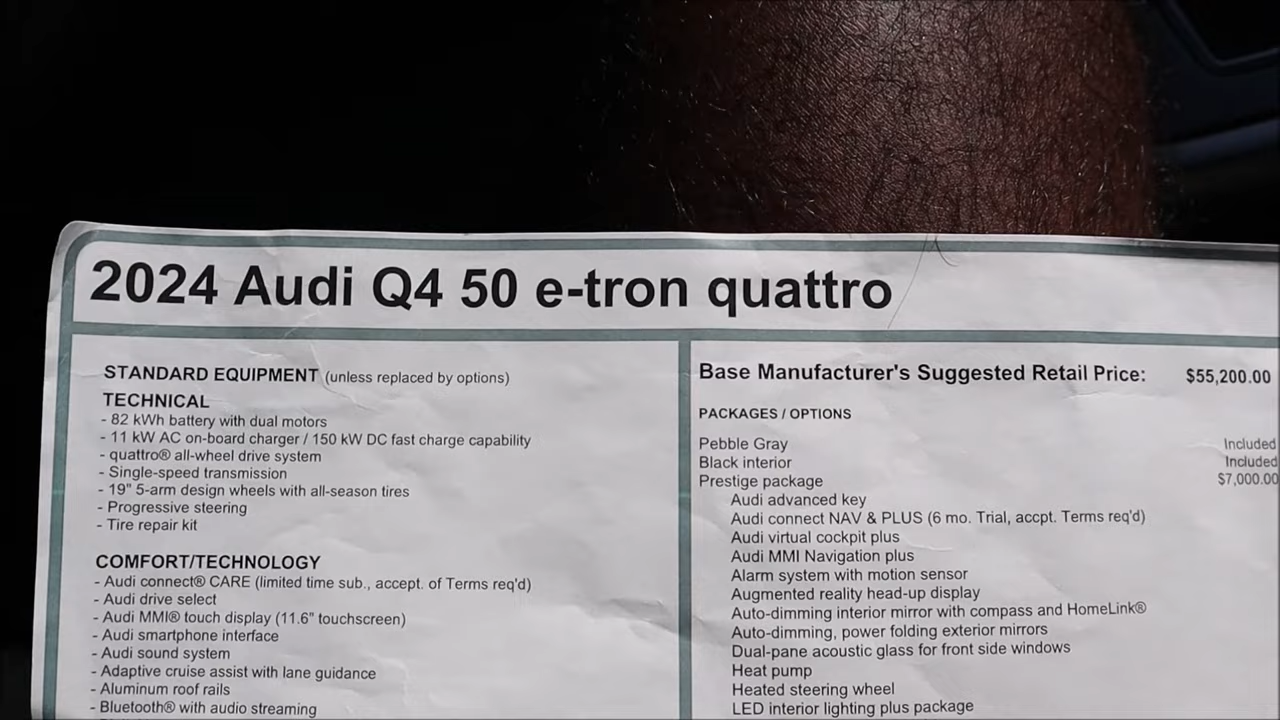 2024 Audi Q4 50 e-tron quattro
STANDARD EQUIPMENT (unless replaced by options)
TECHNICAL
- 82 kWh battery with dual motors
- 11 kW AC on-board charger / 150 kW DC fast charge capability
- quattro® all-wheel drive system
- Single-speed transmission
- 19" 5-arm design wheels with all-season tires
- Progressive steering
- Tire repair kit
COMFORT/TECHNOLOGY
- Audi connect® CARE (limited time sub., accept. of Terms req'd)
- Audi drive select
- Audi MMI® touch display (11.6" touchscreen)
- Audi smartphone interface
- Audi sound system
- Adaptive cruise assist with lane guidance
- Aluminum roof rails
- Bluetooth® with audio streaming
Base Manufacturer's Suggested Retail Price: $55,200.00
PACKAGES / OPTIONS
Pebble Gray Included
Black interior Included
Prestige package $7,000.00
Audi advanced key
Audi connect NAV & PLUS (6 mo. Trial, accpt. Terms req'd)
Audi virtual cockpit plus
Audi MMI Navigation plus
Alarm system with motion sensor
Augmented reality head-up display
Auto-dimming interior mirror with compass and HomeLink®
Auto-dimming, power folding exterior mirrors
Dual-pane acoustic glass for front side windows
Heat pump
Heated steering wheel
LED interior lighting plus package